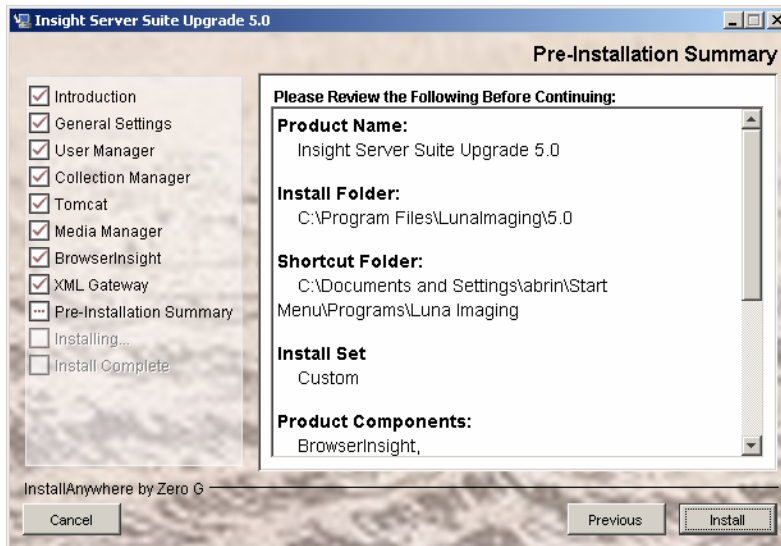 Insight Server Suite Upgrade 5.0
Pre-Installation Summary
Introduction
General Settings
User Manager
Collection Manager
Tomcat
Media Manager
BrowserInsight
XML Gateway
Pre-Installation Summary
Installing...
Install Complete
Please Review the Following Before Continuing:
Product Name:
Insight Server Suite Upgrade 5.0
Install Folder:
C:\Program Files\LunaImaging\5.0
Shortcut Folder:
C:\Documents and Settings\abrin\Start
Menu\Programs\Luna Imaging
Install Set
Custom
Product Components:
BrowserInsight,
InstallAnywhere by Zero G
Cancel
Previous
Install